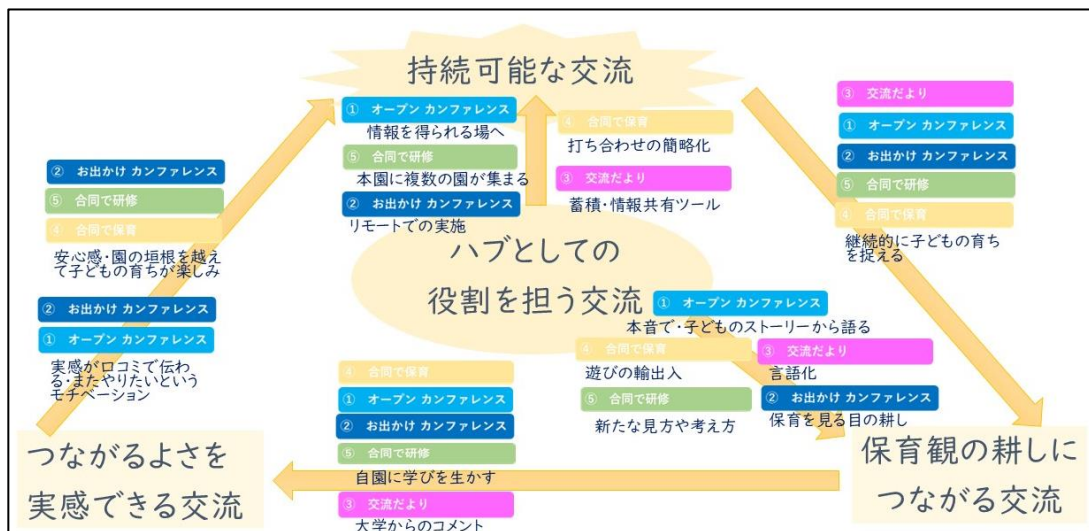 持続可能な交流
① オープン カンファレンス
情報を得られる場へ
⑤ 合同で研修
本園に複数の園が集まる
② お出かけ カンファレンス
リモートでの実施
④ 合同で保育
打ち合わせの簡略化
③ 交流だより
蓄積・情報共有ツール
③ 交流だより
① オープン カンファレンス
② お出かけ カンファレンス
⑤ 合同で研修
④ 合同で保育
継続的に子どもの育ち
を捉える
② お出かけ カンファレンス
⑤ 合同で研修
④ 合同で保育
安心感・園の垣根を越え
て子どもの育ちが楽しみ
② お出かけ カンファレンス
① オープン カンファレンス
実感が口コミで伝わ
る・またやりたいという
モチベーション
ハブとしての
役割を担う交流
① オープン カンファレンス
本音で・子どものストーリーから語る
④ 合同で保育
遊びの輸出入
⑤ 合同で研修
新たな見方や考え方
③ 交流だより
言語化
② お出かけ カンファレンス
保育を見る目の耕し
④ 合同で保育
① オープン カンファレンス
② お出かけ カンファレンス
⑤ 合同で研修
自園に学びを生かす
③ 交流だより
大学からのコメント
つながるよさを
実感できる交流
保育観の耕しに
つながる交流